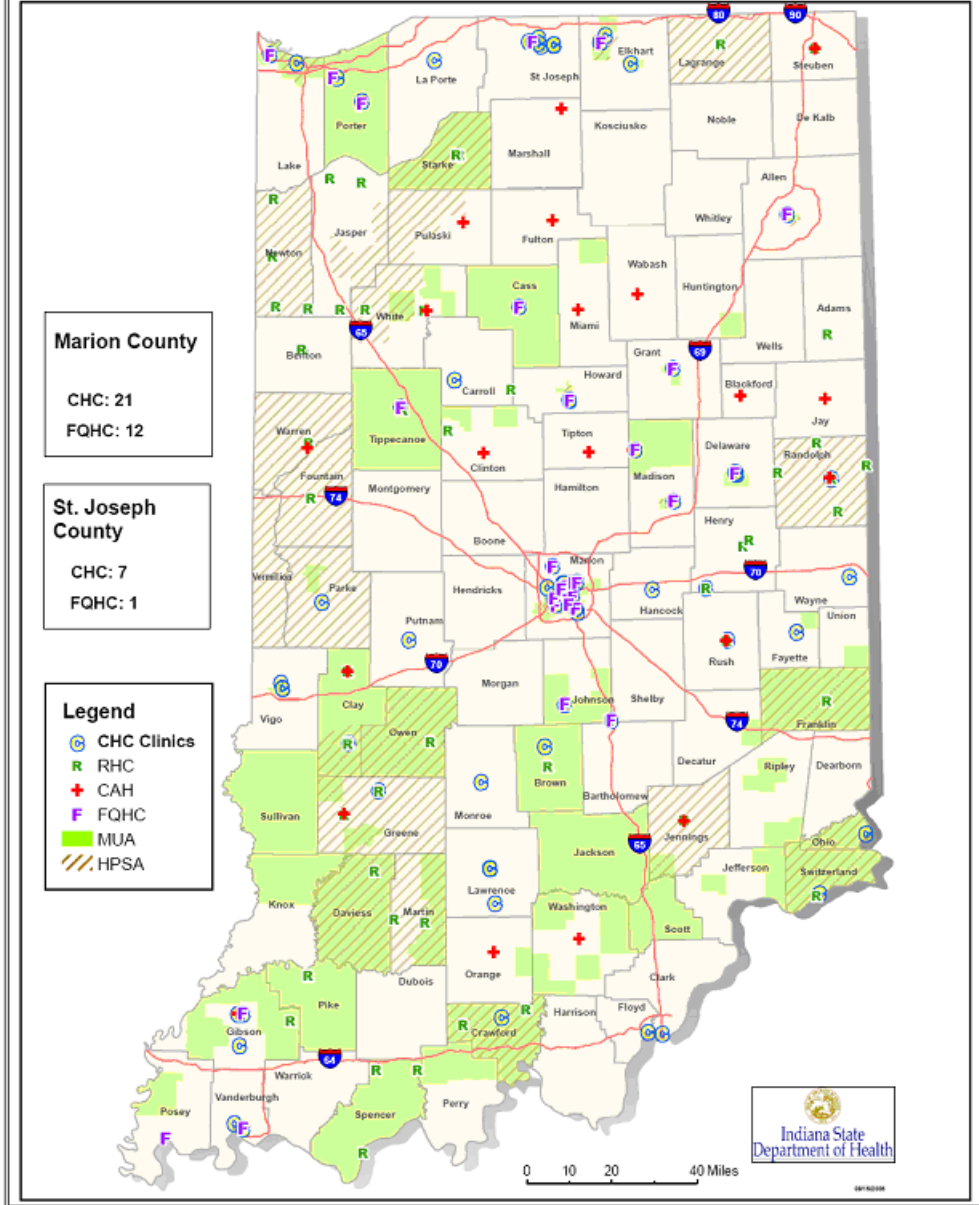 80
90
Elkhart
La Porte
St Joseph
Lagrange
Steuben
Porter
Kosciusko
Noble
De Kalb
Lake
Starke
Marshall
Allen
Jasper
Pulaski
Fulton
Whitley
Newton
Wabash
Cass
Huntington
White
Miami
Adams
65
Benton
Grant
69
Wells
Howard
Carroll
Blackford
Jay
Warren
Tippecanoe
Tipton
Clinton
Delaware
Randolph
Fountain
Montgomery
Hamilton
Madison
74
Henry
Boone
Marion
70
Vermilion
Parke
Hendricks
Hancock
Wayne
Putnam
Union
Rush
Fayette
70
Morgan
Shelby
Johnson
Vigo
Clay
Owen
74
Franklin
Decatur
Ripley
Dearborn
Brown
Bartholomew
Sullivan
Greene
Monroe
65
Jennings
Ohio
Jackson
Jefferson
Switzerland
Lawrence
Knox
Daviess
Martin
Washington
Scott
Orange
Clark
Dubois
Pike
Harrison
Floyd
Gibson
Crawford
64
Warrick
Vanderburgh
Posey
Spencer
Perry
Marion County
CHC: 21
FQHC: 12
St. Joseph
County
CHC: 7
FQHC: 1
Legend
C CHC Clinics
R RHC
CAH
F FQHC
MUA
HPSA
Indiana State
Department of Health
0 10 20 40 Miles